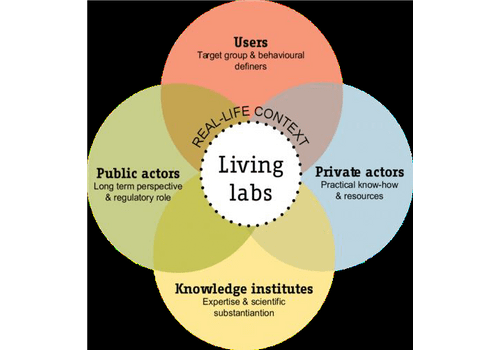 Users
Target group & behavioural
definers
REAL-LIFE CONTEXT
Public actors
Long term perspective
& regulatory role
Living
labs
Private actors
Practical know-how
& resources
Knowledge institutes
Expertise & scientific
substantiantion